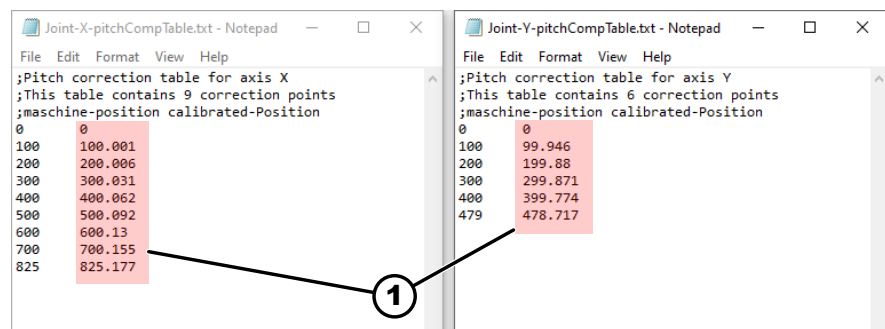 Joint-X-pitchCompTable.txt - Notepad
File Edit Format View Help
;Pitch correction table for axis X
;This table contains 9 correction points
;maschine-position calibrated-Position
0 0
100 100.001
200 200.006
300 300.031
400 400.062
500 500.092
600 600.13
700 700.155
825 825.177
Joint-Y-pitchCompTable.txt - Notepad
File Edit Format View Help
;Pitch correction table for axis Y
;This table contains 6 correction points
;maschine-position calibrated-Position
0 0
100 99.946
200 199.88
300 299.871
400 399.774
479 478.717
1